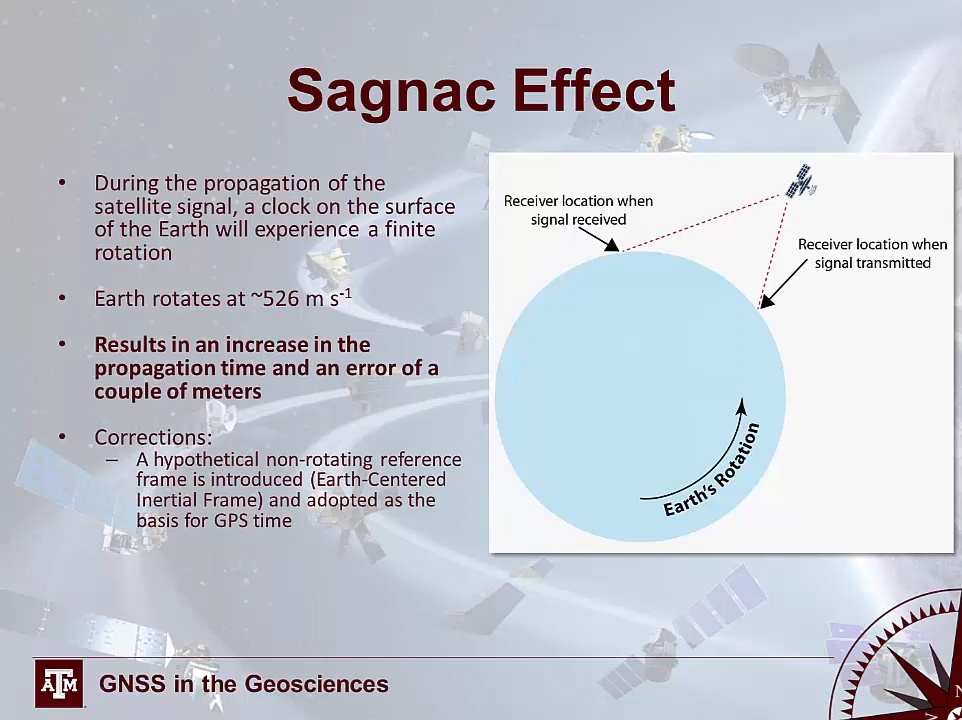 Sagnac Effect
• During the propagation of the
satellite signal, a clock on the surface
of the Earth will experience a finite
rotation
• Earth rotates at ~526 m s-1
• Results in an increase in the
propagation time and an error of a
couple of meters
• Corrections:
– A hypothetical non-rotating reference
frame is introduced (Earth-Centered
Inertial Frame) and adopted as the
basis for GPS time
Receiver location when
signal received
Receiver location when
signal transmitted
Earth's Rotation
ATM
GNSS in the Geosciences
N